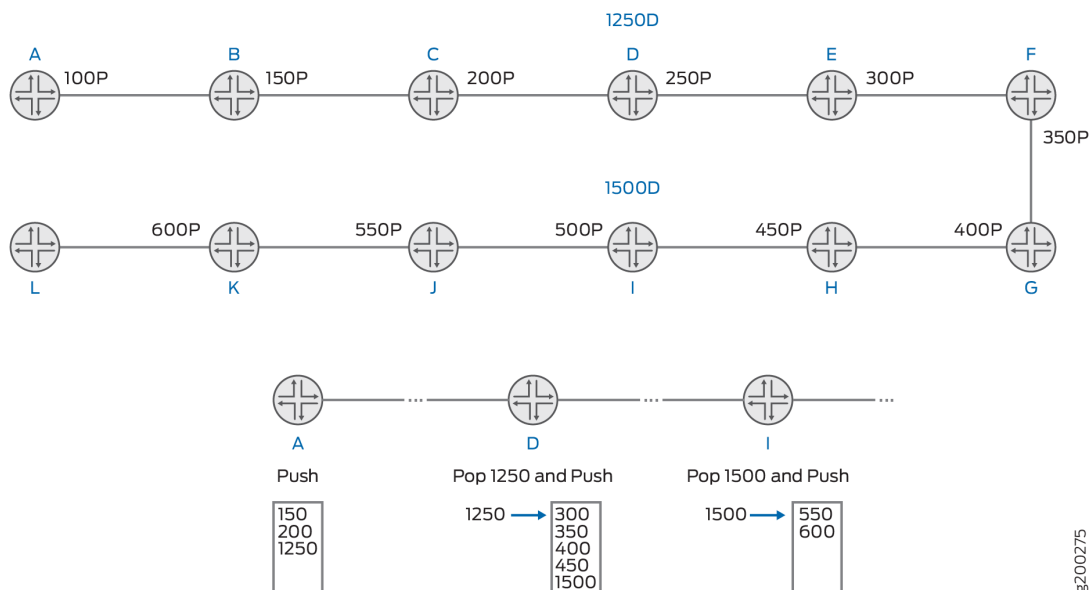 1250D
A B C D E F
100P 150P 200P 250P 300P
350P
1500D
600P 550P 500P 450P 400P
L K J I H G
... ... ...
A D I
Push Pop 1250 and Push Pop 1500 and Push
150 1250 300 1500 550
200 350 600
1250 400
450
1500
g200275